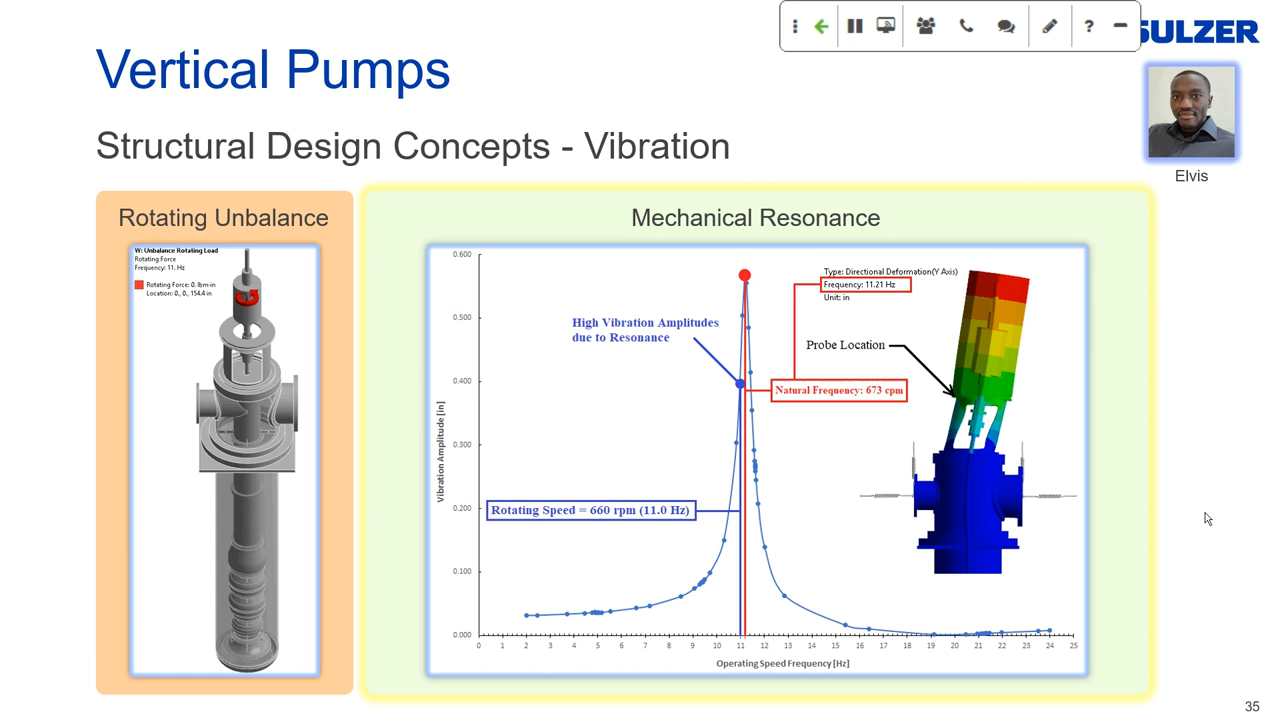 SULZER
Vertical Pumps
Structural Design Concepts - Vibration
Elvis
Rotating Unbalance
W: Unbalance Rotating Load
Rotating Force
Frequency: 11. Hz
Rotating Force: 0. lbm·in
Location: 0., 0., 154.4 in
Mechanical Resonance
0.600
0.500
0.400
0.300
0.200
0.100
0.000
Vibration Amplitude [in]
High Vibration Amplitudes
due to Resonance
Type: Directional Deformation(Y Axis)
Frequency: 11.21 Hz
Unit: in
Probe Location
Natural Frequency: 673 cpm
Rotating Speed = 660 rpm (11.0 Hz)
0 1 2 3 4 5 6 7 8 9 10 11 12 13 14 15 16 17 18 19 20 21 22 23 24 25
Operating Speed Frequency [Hz]
35